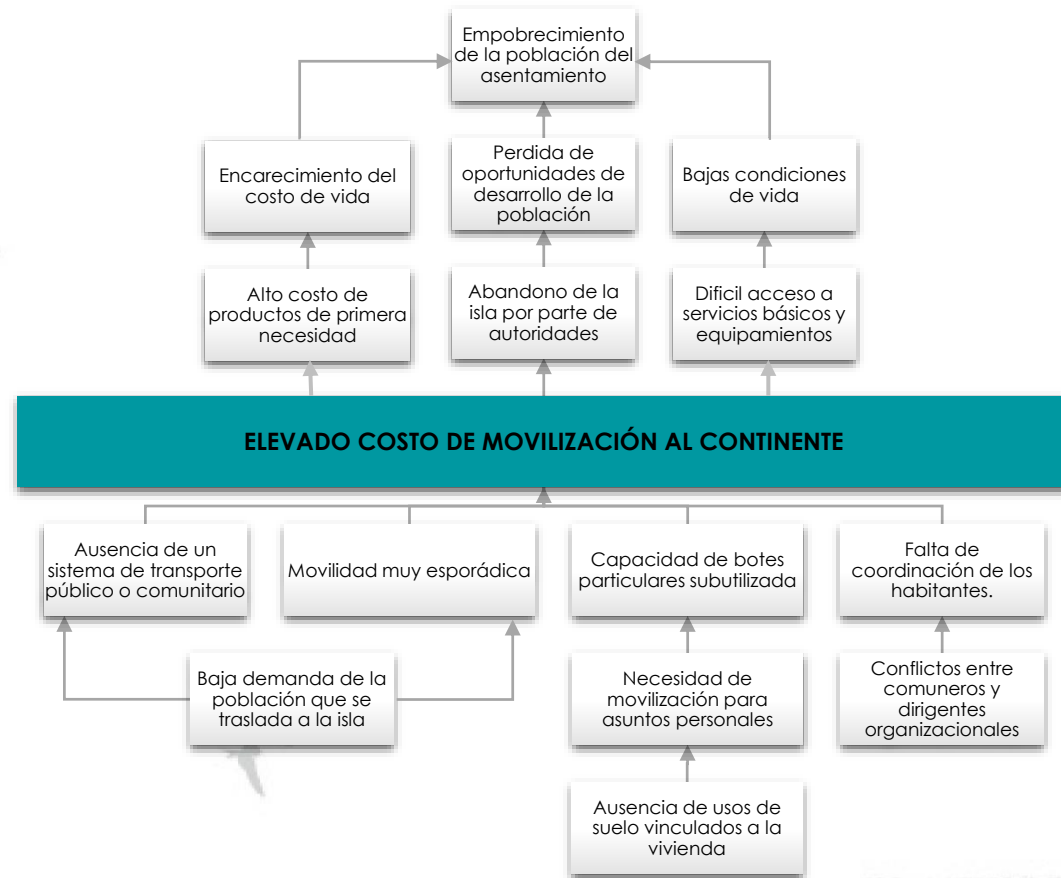 Empobrecimiento
de la población del
asentamiento
Encarecimiento del
costo de vida
Perdida de
oportunidades de
desarrollo de la
población
Bajas condiciones
de vida
Alto costo de
productos de primera
necesidad
Abandono de la
isla por parte de
autoridades
Dificil acceso a
servicios básicos y
equipamientos
ELEVADO COSTO DE MOVILIZACIÓN AL CONTINENTE
Ausencia de un
sistema de transporte
público o comunitario
Movilidad muy esporádica
Capacidad de botes
particulares subutilizada
Falta de
coordinación de los
habitantes.
Baja demanda de la
población que se
traslada a la isla
Necesidad de
movilización para
asuntos personales
Conflictos entre
comuneros y
dirigentes
organizacionales
Ausencia de usos de
suelo vinculados a la
vivienda